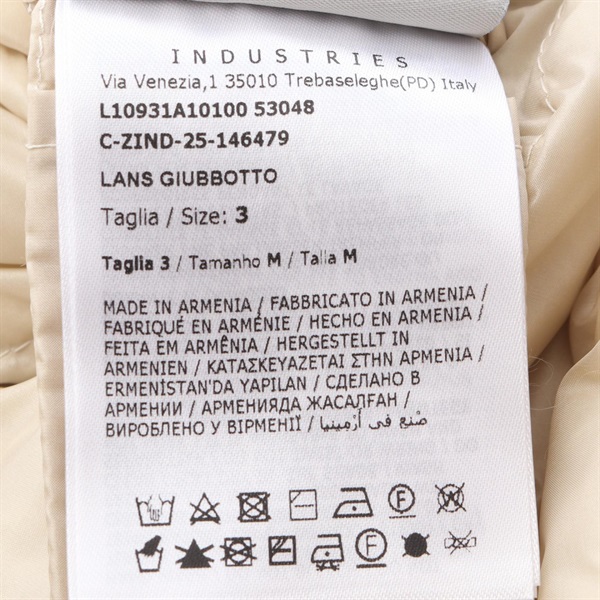 INDUSTRIES
Via Venezia,1 35010 Trebaseleghe(PD) Italy
L10931A10100 53048
C-ZIND-25-146479
LANS GIUBBOTTO
Taglia / Size: 3
Taglia 3 / Tamanho M / Talla M
MADE IN ARMENIA / FABBRICATO IN ARMENIA /
FABRIQUÉ EN ARMÉNIE / HECHO EN ARMENIA /
FEITA EM ARMÊNIA / HERGESTELLT IN
ARMENIEN / ΚΑΤΑΣΚΕΥΑΖΕΤΑΙ ΣΤΗΝ ΑΡΜΕΝΙΑ /
ERMENİSTAN'DA YAPILAN / СДЕЛАНО В
АРМЕНИИ / АРМЕНИЯДА ЖАСАЛҒАН /
ВИРОБЛЕНО У ВІРМЕНІЇ / صُنع في أَرْمِينيا
F W
F